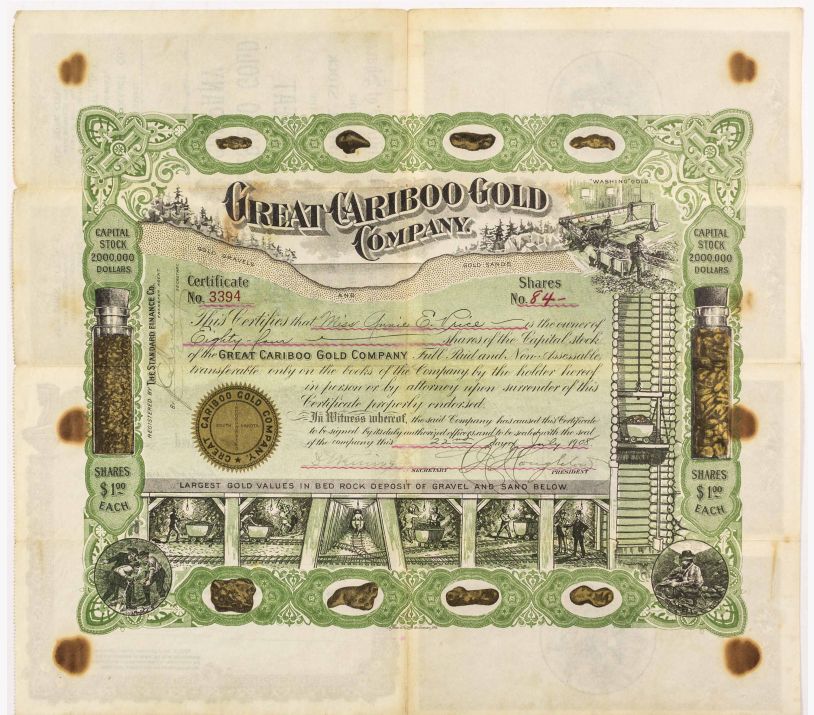 "WASHING" GOLD
GREAT CARIBOO GOLD
COMPANY.
CAPITAL
STOCK
2000,000
DOLLARS
CAPITAL
STOCK
2000,000
DOLLARS
GOLD GRAVELS
AND
GOLD SANDS
Certificate
No. 3394
Shares
No. 84-
This Certifies that Miss Annie E. Price is the owner of
Eighty-four shares of the Capital stock
of the GREAT CARIBOO GOLD COMPANY Full Paid and Non-Assessable
transferable only on the books of the Company by the holder hereof
in person or by attorney upon surrender of this
Certificate properly endorsed.
In Witness whereof, the said Company has caused this Certificate
to be signed by its duly authorized officers and to be sealed with the seal
of the company this 22nd day of July 190
SECRETARY
PRESIDENT
REGISTERED BY THE STANDARD FINANCE CO.
By
GREAT CARIBOO GOLD COMPANY
SOUTH DAKOTA
LARGEST GOLD VALUES IN BED ROCK DEPOSIT OF GRAVEL AND SAND BELOW
SHARES
$1.00
EACH
SHARES
$1.00
EACH.